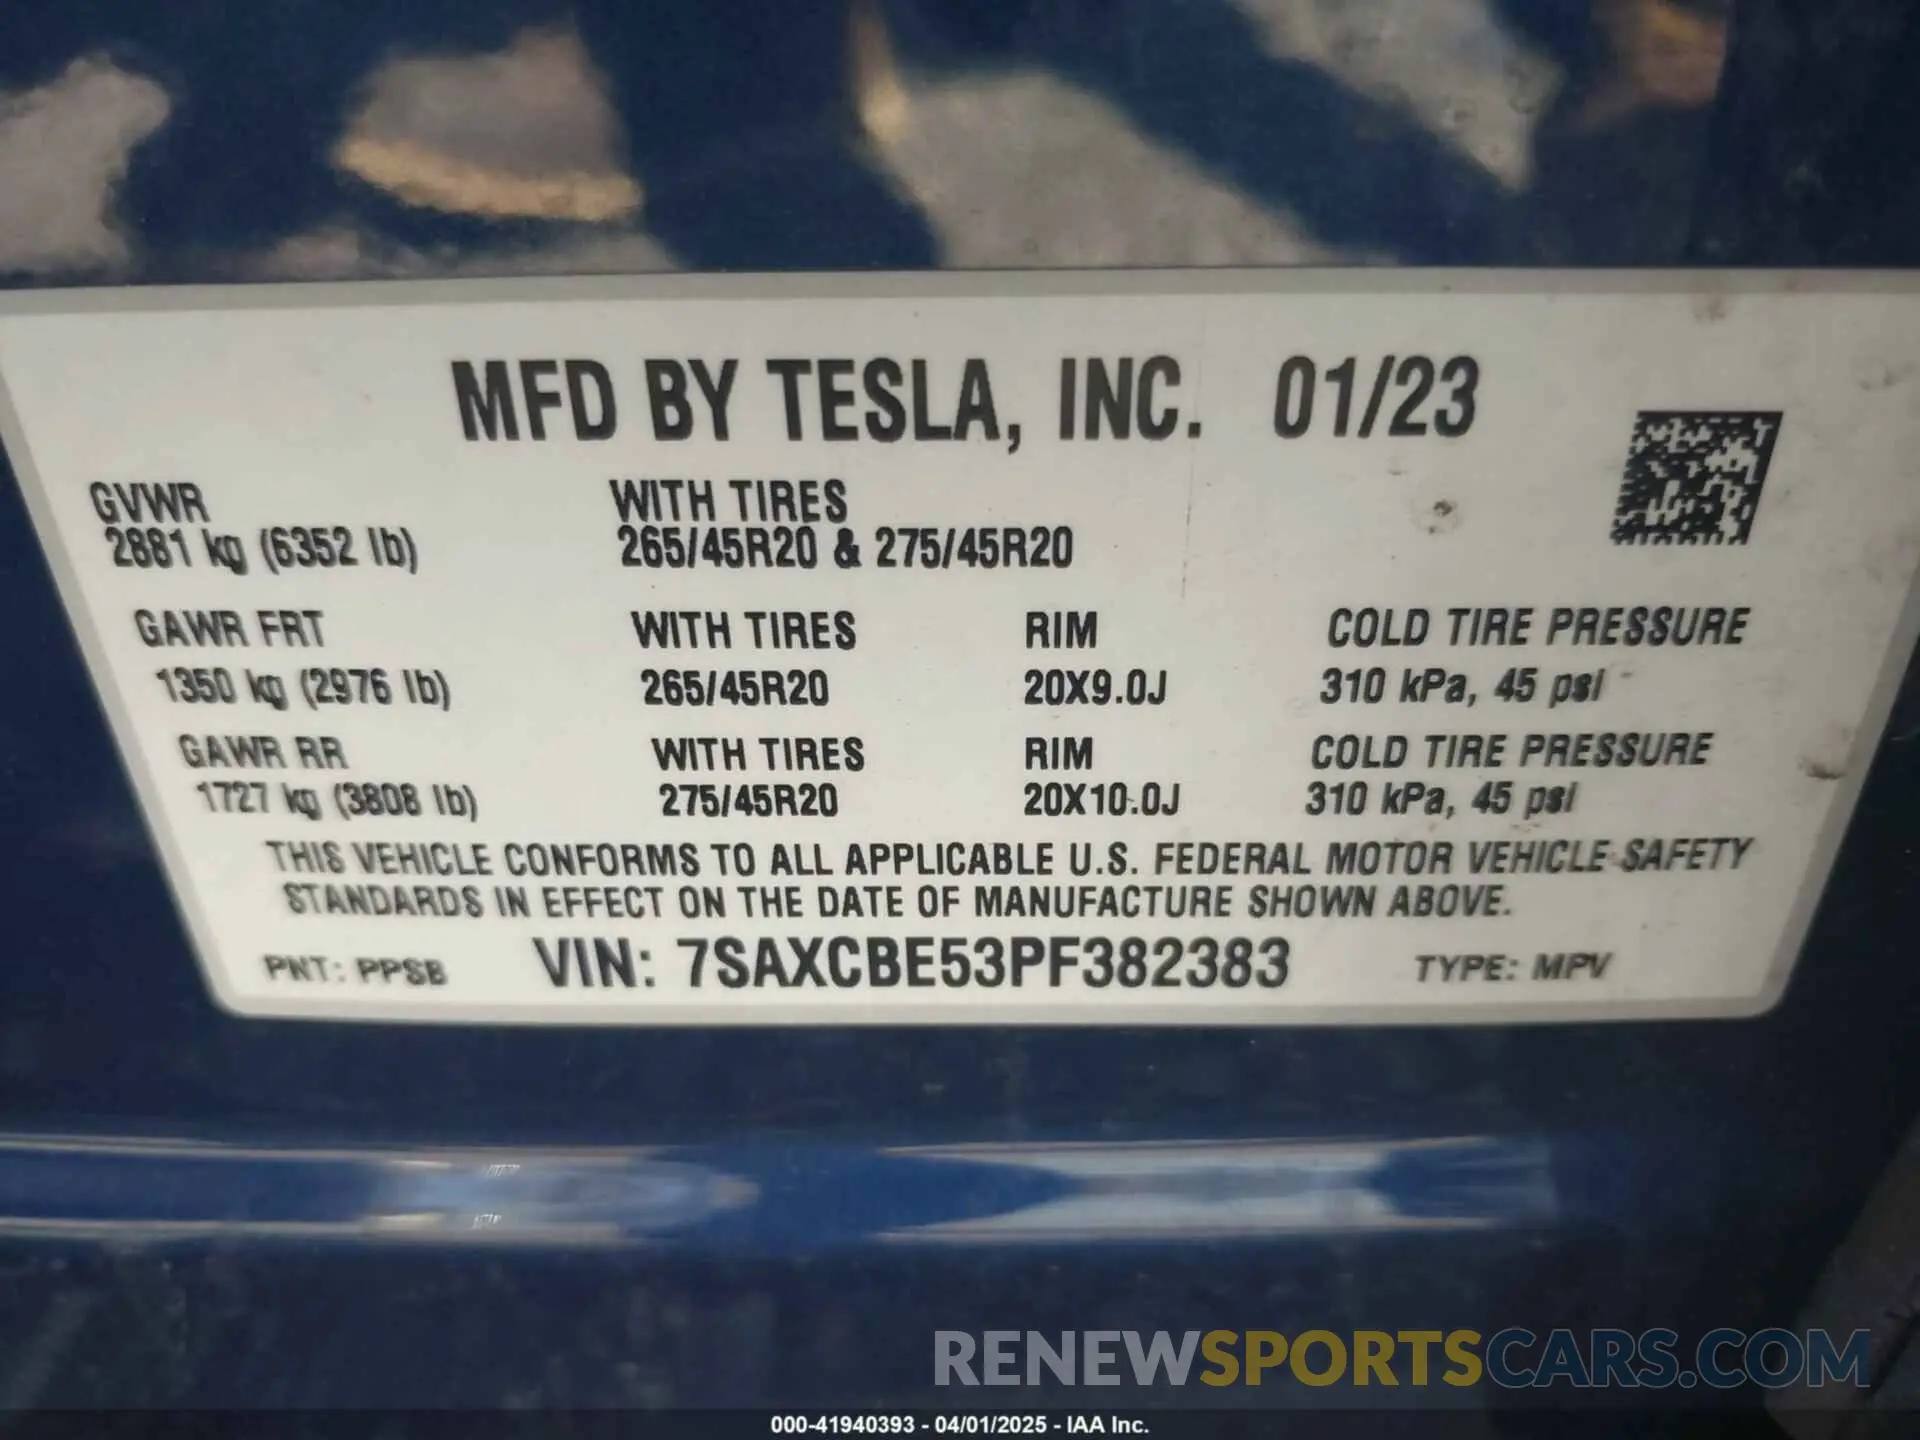 MFD BY TESLA, INC. 01/23
GVWR WITH TIRES
2881 kg (6352 lb) 265/45R20 & 275/45R20
GAWR FRT WITH TIRES RIM COLD TIRE PRESSURE
1350 kg (2976 lb) 265/45R20 20X9.0J 310 kPa, 45 psi
GAWR RR WITH TIRES RIM COLD TIRE PRESSURE
1727 kg (3808 lb) 275/45R20 20X10.0J 310 kPa, 45 psi
THIS VEHICLE CONFORMS TO ALL APPLICABLE U.S. FEDERAL MOTOR VEHICLE SAFETY
STANDARDS IN EFFECT ON THE DATE OF MANUFACTURE SHOWN ABOVE.
PNT: PPSB VIN: 7SAXCBE53PF382383 TYPE: MPV
RENEWSPORTSCARS.COM
000-41940393 - 04/01/2025 - IAA Inc.